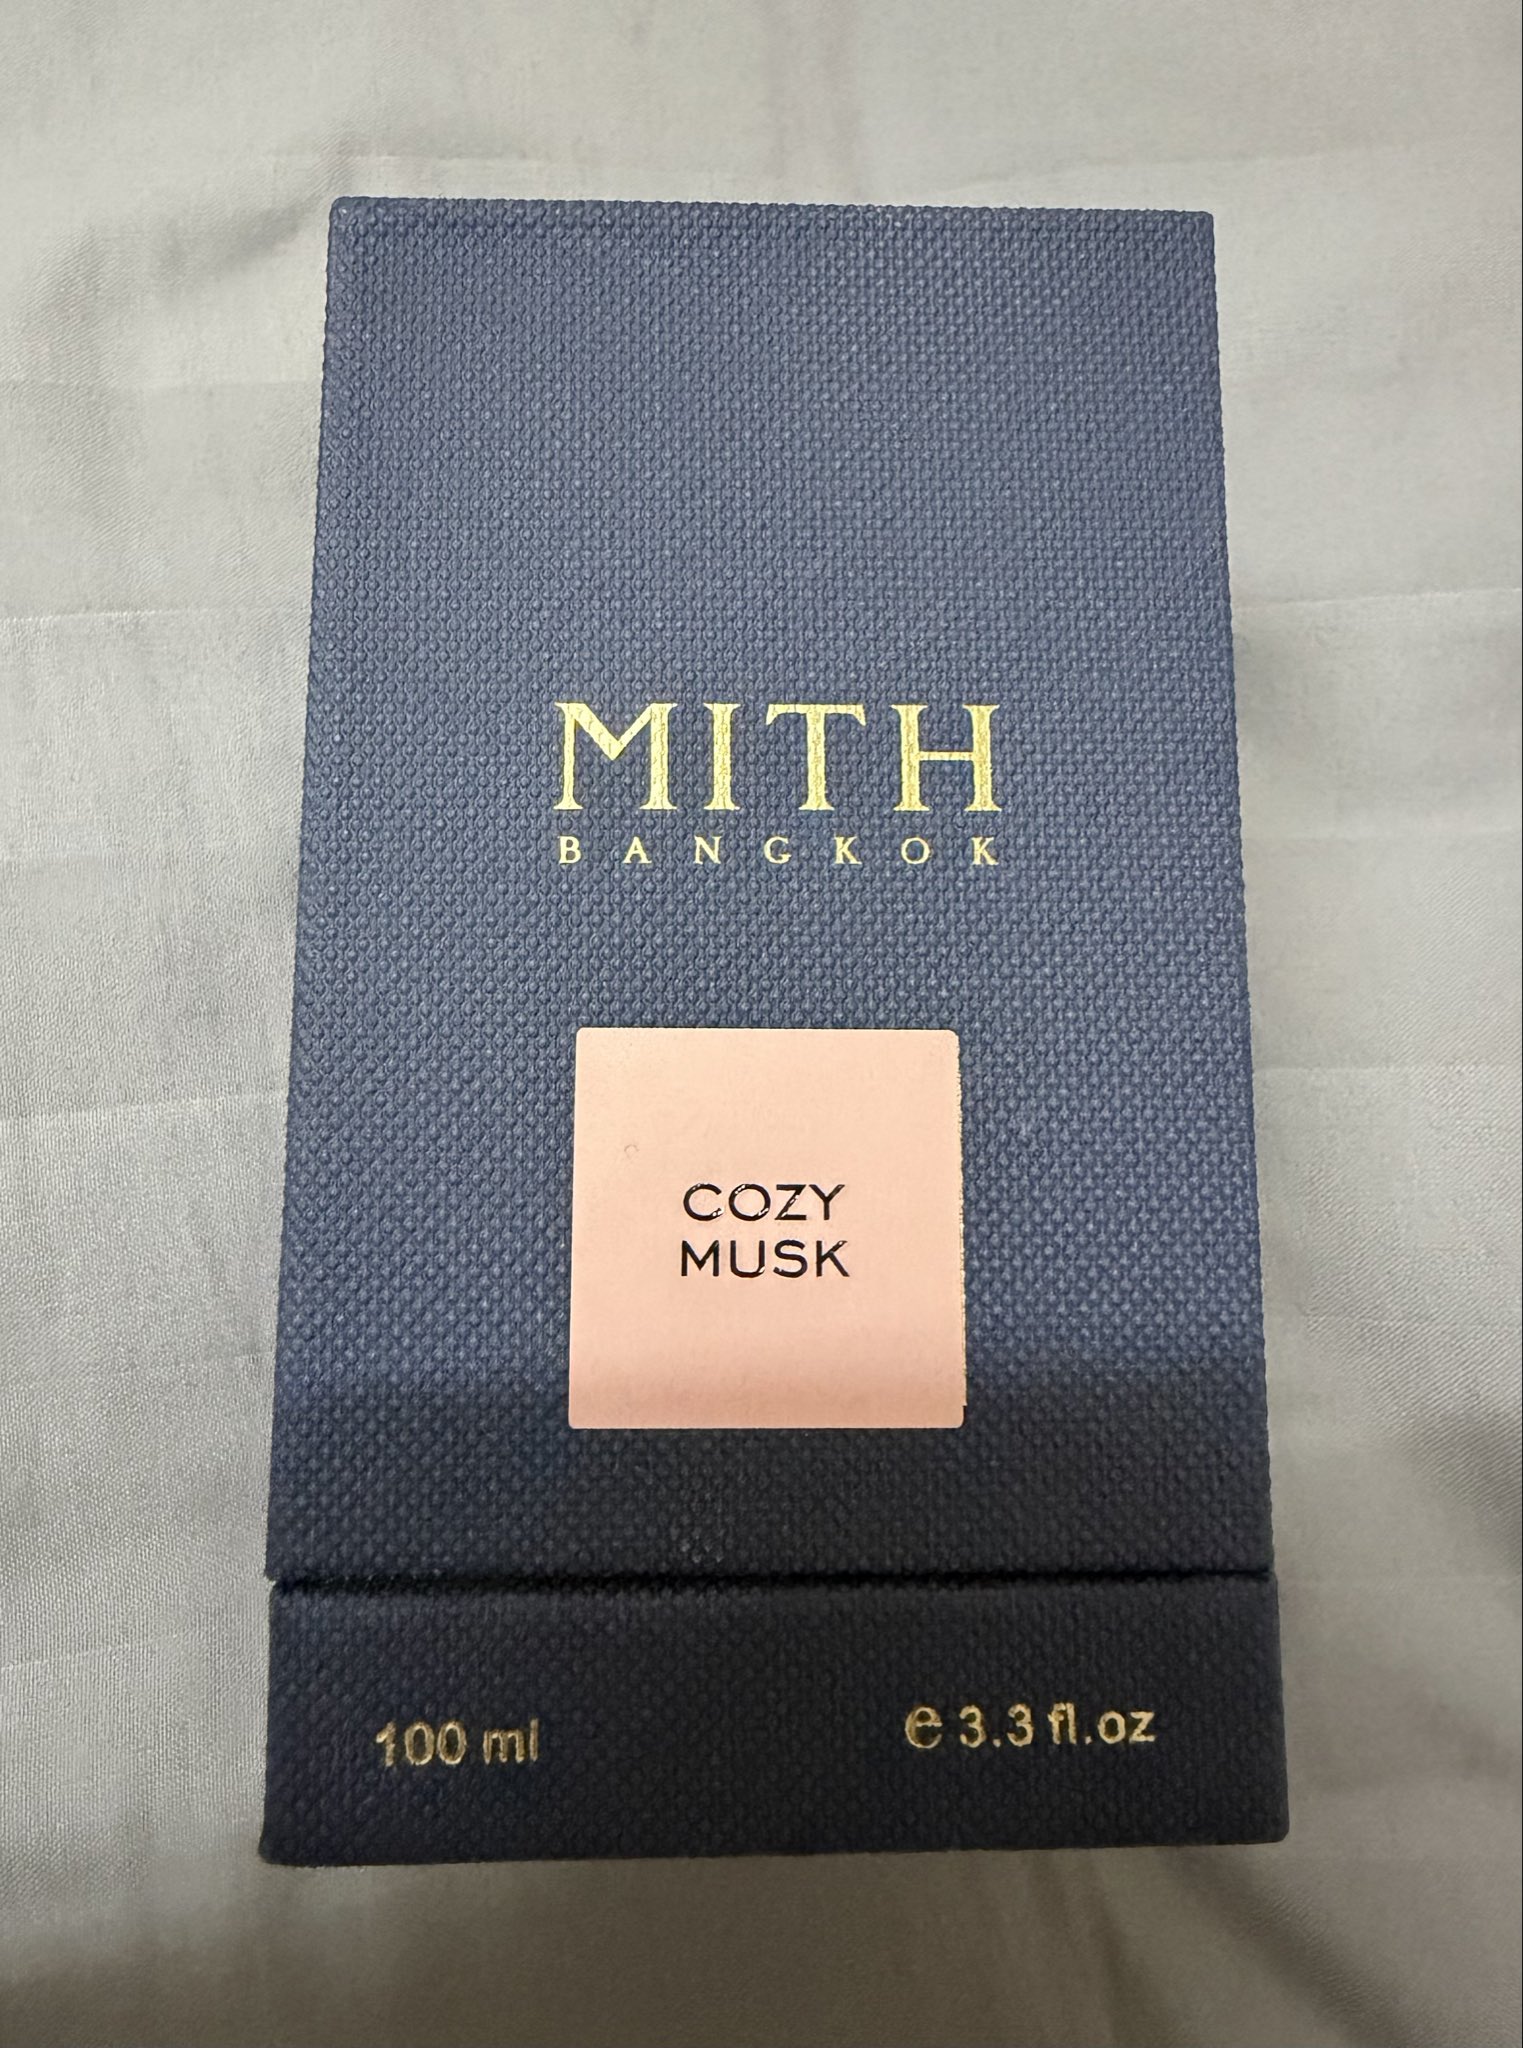 MITH
BANGKOK
COZY
MUSK
100 ml
℮ 3.3 fl.oz